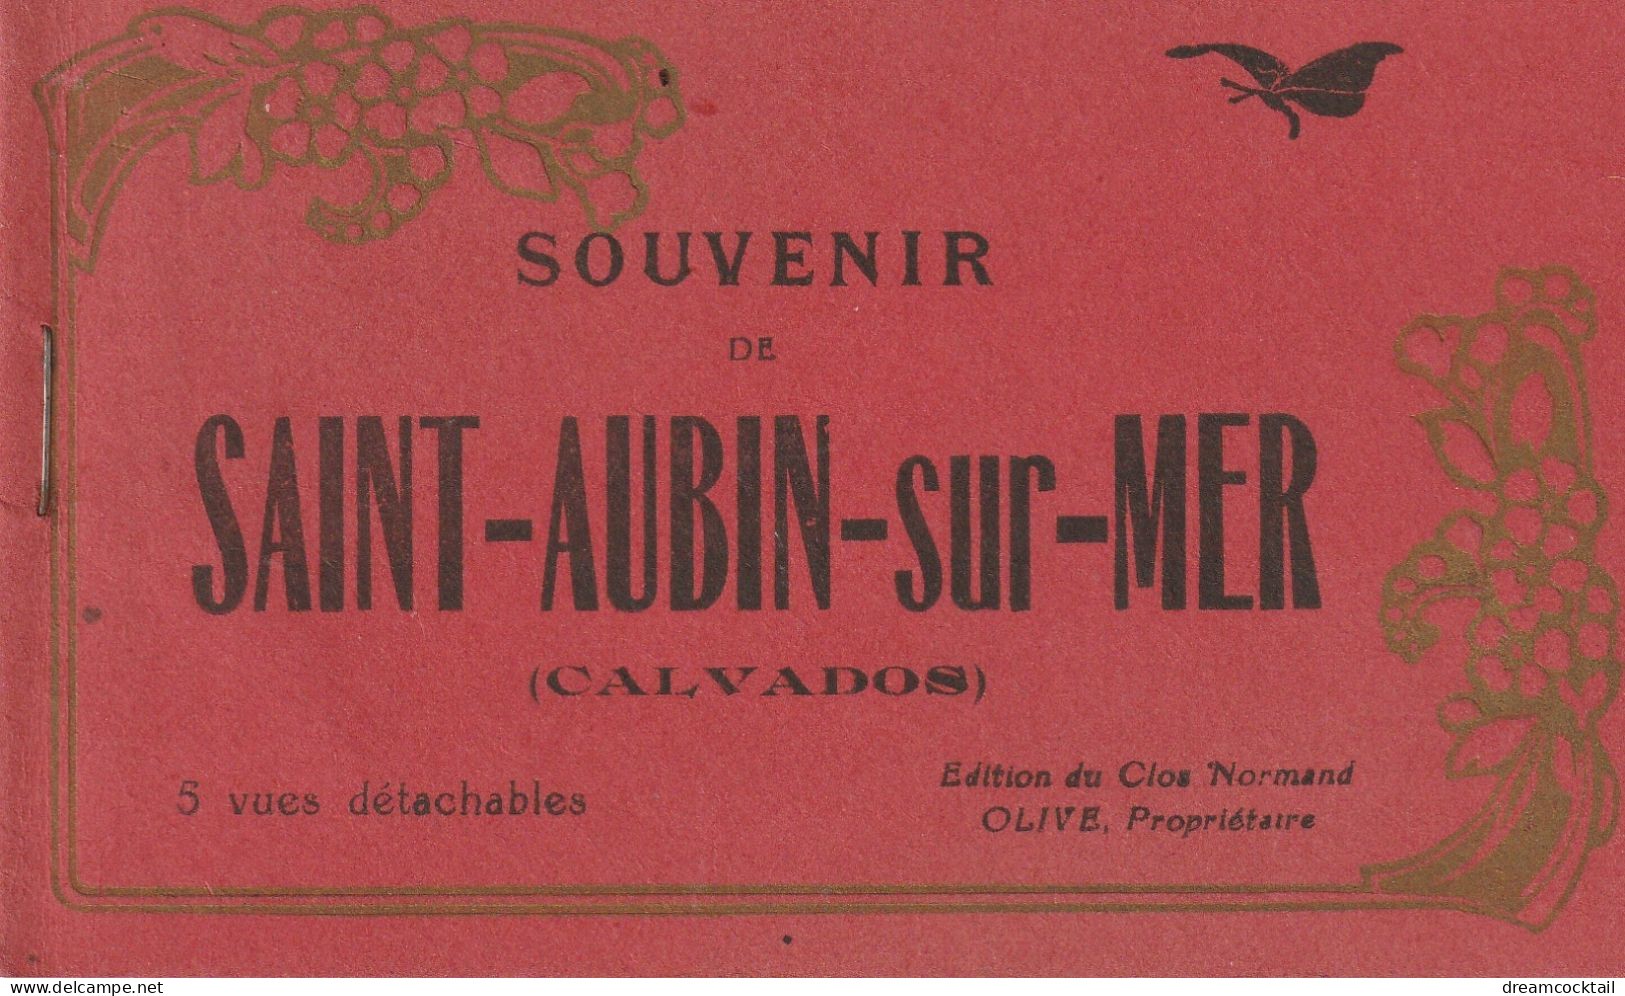 SOUVENIR
DE
SAINT-AUBIN-sur-MER
(CALVADOS)
5 vues détachables
Edition du Clos Normand
OLIVE, Propriétaire
www.delcampe.net
dreamcocktail